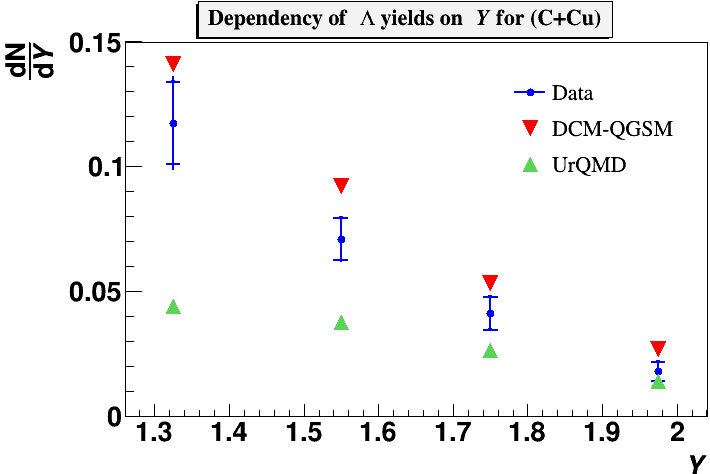 Dependency of Λ yields on Y for (C+Cu)
dN
dY
0.15
0.1
0.05
0
Data
DCM-QGSM
UrQMD
1.3 1.4 1.5 1.6 1.7 1.8 1.9 2
Y